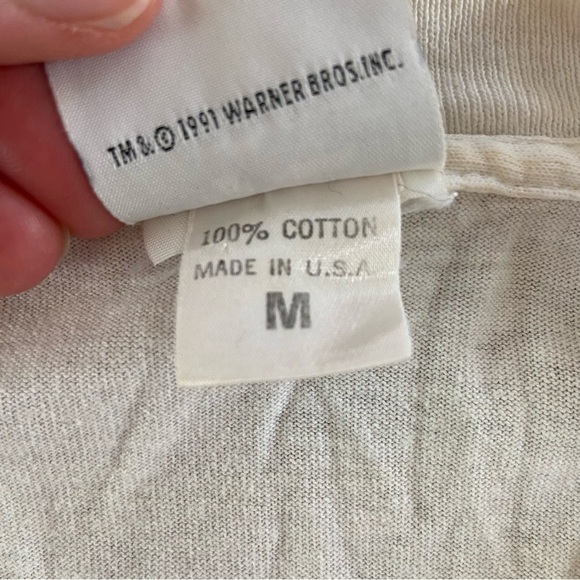 TM & © 1991 WARNER BROS. INC.
100% COTTON
MADE IN U.S.A
M